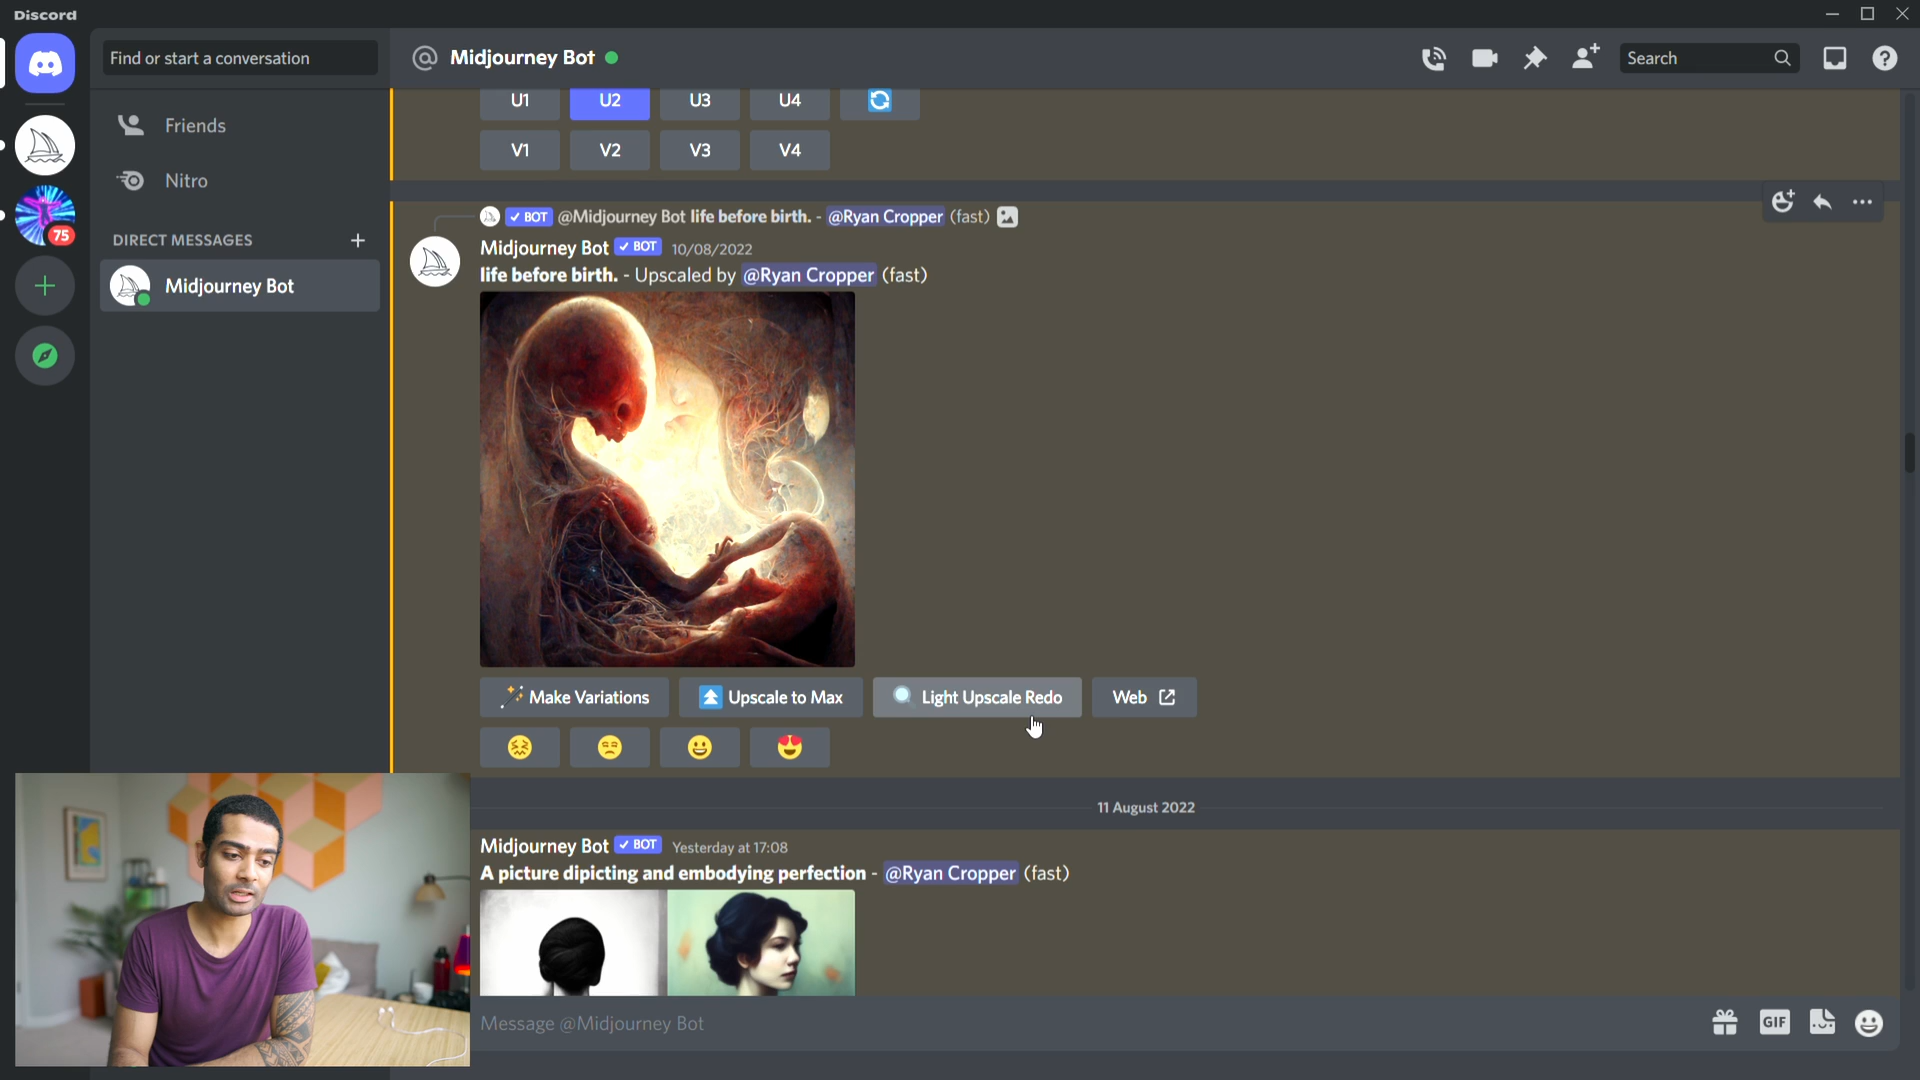 Discord
Find or start a conversation
Friends
Nitro
DIRECT MESSAGES
Midjourney Bot
75
Midjourney Bot
Search
U1 U2 U3 U4
V1 V2 V3 V4
BOT @Midjourney Bot life before birth. - @Ryan Cropper (fast)
Midjourney Bot BOT 10/08/2022
life before birth. - Upscaled by @Ryan Cropper (fast)
Make Variations Upscale to Max Light Upscale Redo Web
11 August 2022
Midjourney Bot BOT Yesterday at 17:08
A picture dipicting and embodying perfection - @Ryan Cropper (fast)
Message @Midjourney Bot
GIF